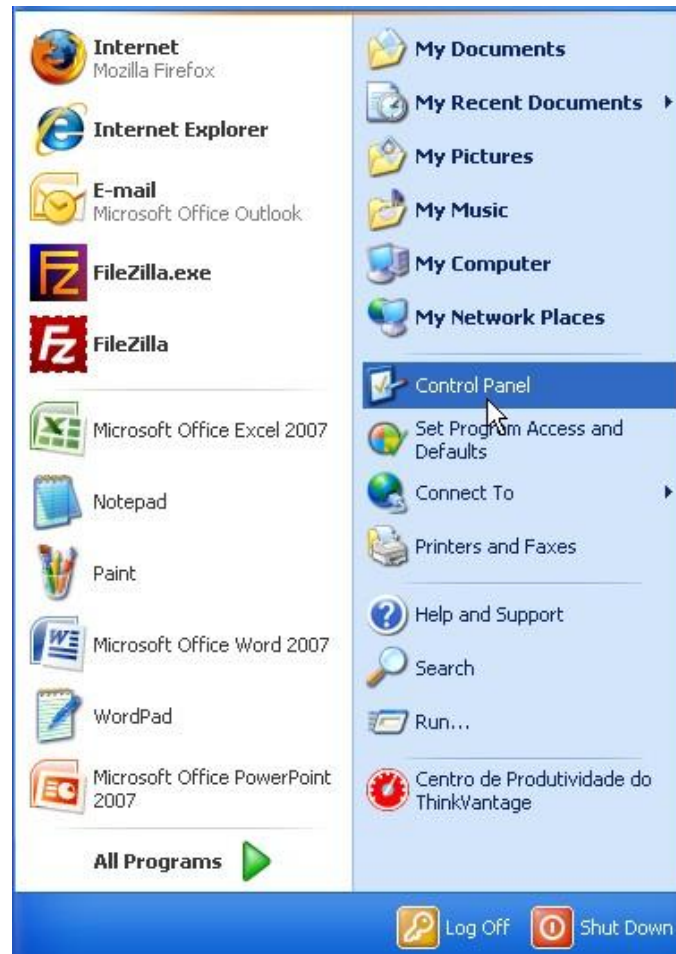 Internet
Mozilla Firefox
Internet Explorer
E-mail
Microsoft Office Outlook
FileZilla.exe
FileZilla
Microsoft Office Excel 2007
Notepad
Paint
Microsoft Office Word 2007
WordPad
Microsoft Office PowerPoint
2007
All Programs
My Documents
My Recent Documents
My Pictures
My Music
My Computer
My Network Places
Control Panel
Set Program Access and
Defaults
Connect To
Printers and Faxes
Help and Support
Search
Run...
Centro de Produtividade do
ThinkVantage
Log Off
Shut Down